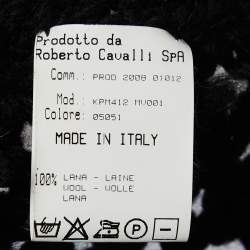 Prodotto da
Roberto Cavalli SpA
Comm.: PROD 2008 01012
Mod.: KPM412 MV001
Colore: 05051
MADE IN ITALY
100% LANA - LAINE
WOOL - WOLLE
LANA